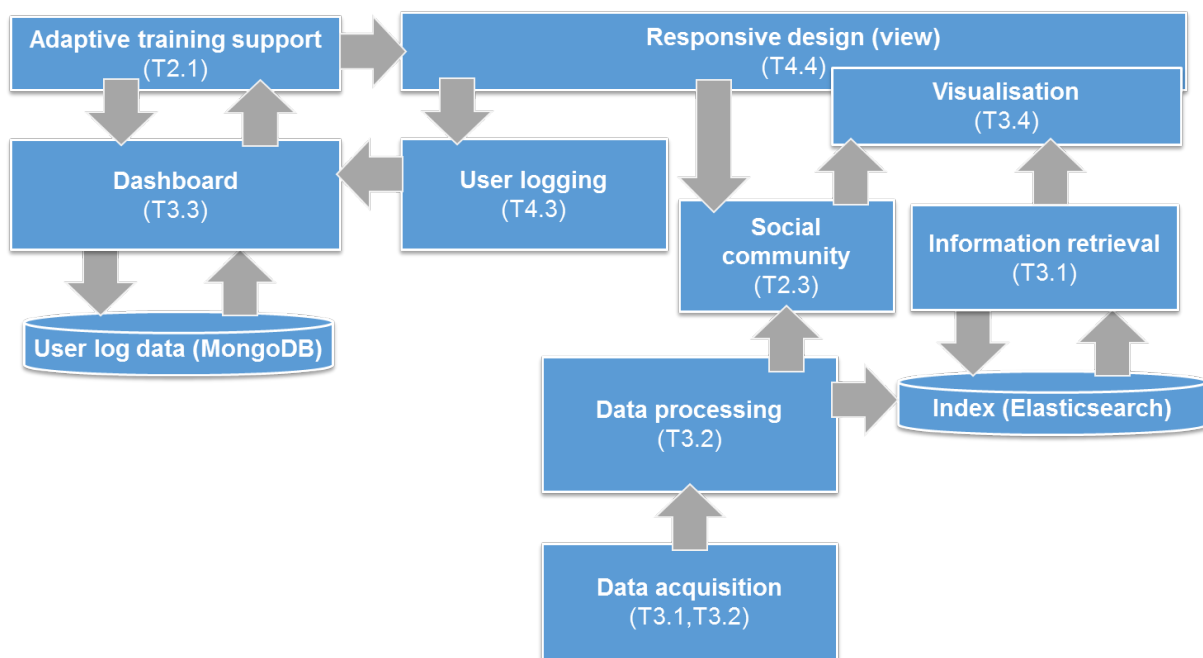 Adaptive training support
(T2.1)
Responsive design (view)
(T4.4)
Visualisation
(T3.4)
Dashboard
(T3.3)
User logging
(T4.3)
Social
community
(T2.3)
Information retrieval
(T3.1)
User log data (MongoDB)
Data processing
(T3.2)
Index (Elasticsearch)
Data acquisition
(T3.1,T3.2)